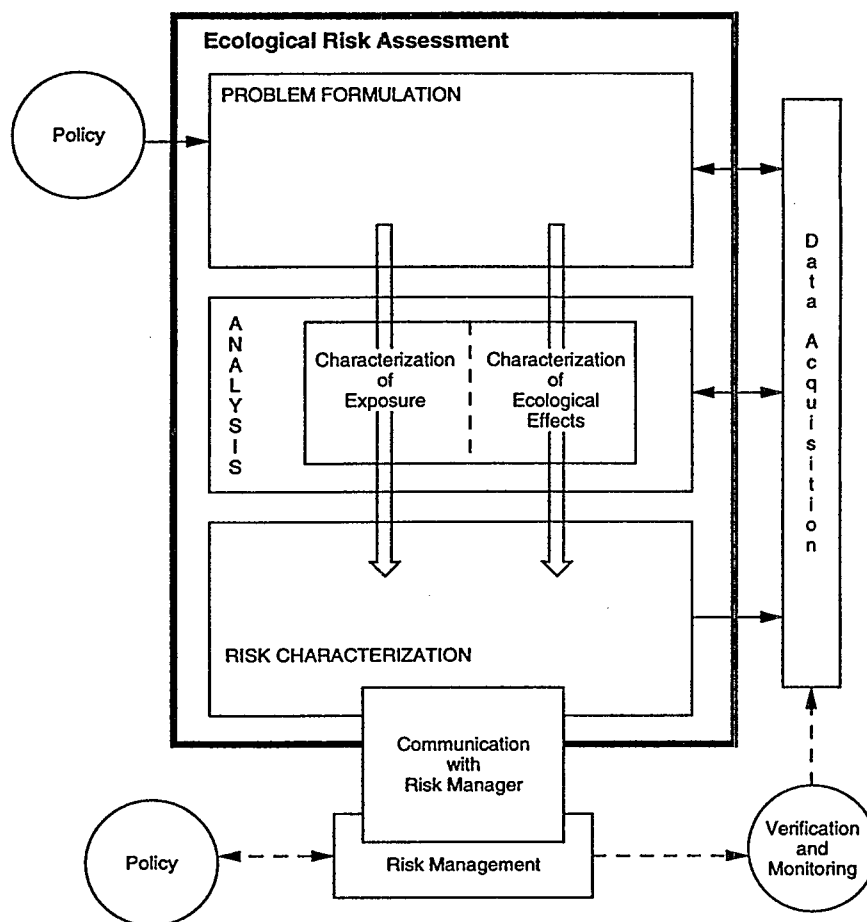 Ecological Risk Assessment
PROBLEM FORMULATION
Policy
ANALYSIS
Characterization
of
Exposure
Characterization
of
Ecological
Effects
Data Acquisition
RISK CHARACTERIZATION
Communication
with
Risk Manager
Policy
Risk Management
Verification
and
Monitoring